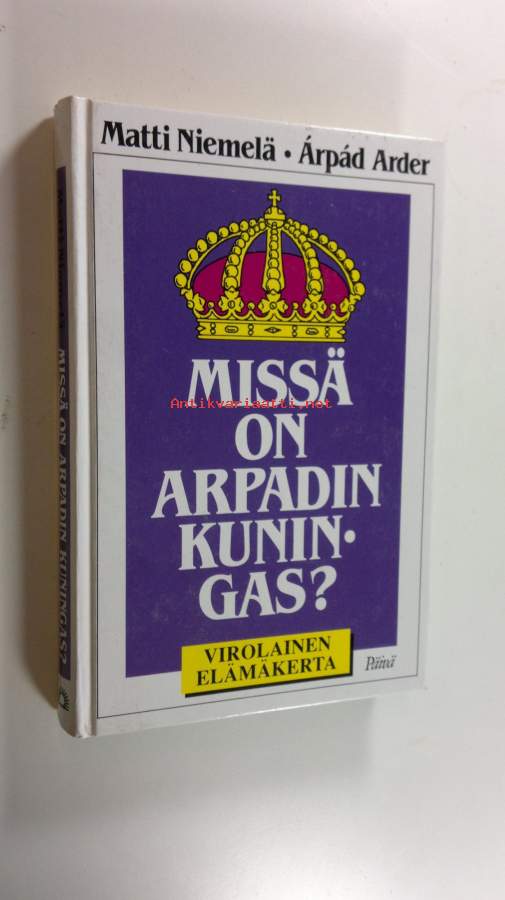 Matti Niemelä • Árpád Arder
MISSÄ
Antikvariaatti.net
ON
ARPADIN
KUNIN•
GAS?
VIROLAINEN
ELÄMÄKERTA
Päivä
MISSÄ ON ARPADIN KUNINGAS?